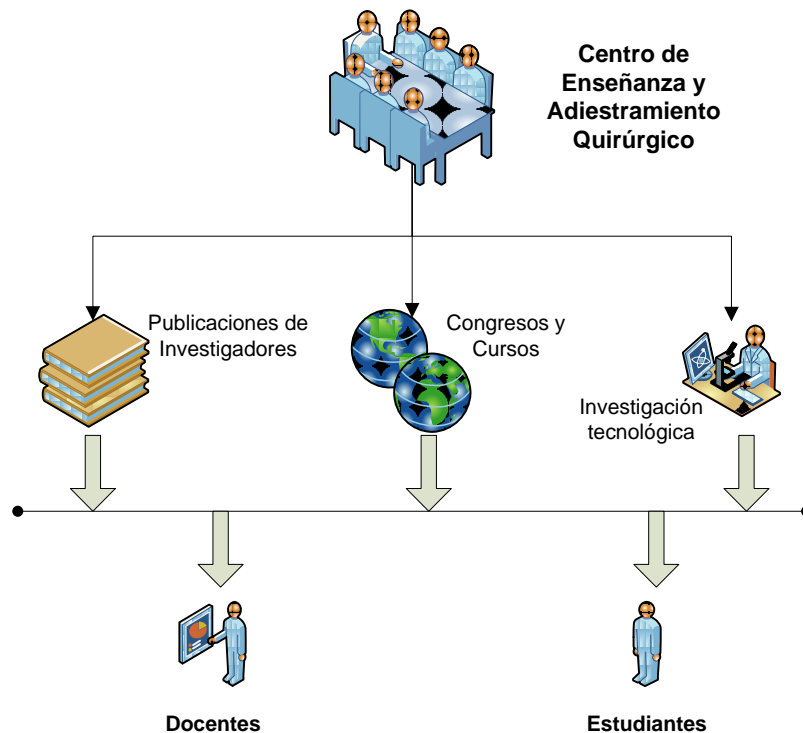 Centro de
Enseñanza y
Adiestramiento
Quirúrgico
Publicaciones de
Investigadores
Congresos y
Cursos
Investigación
tecnológica
Docentes
Estudiantes